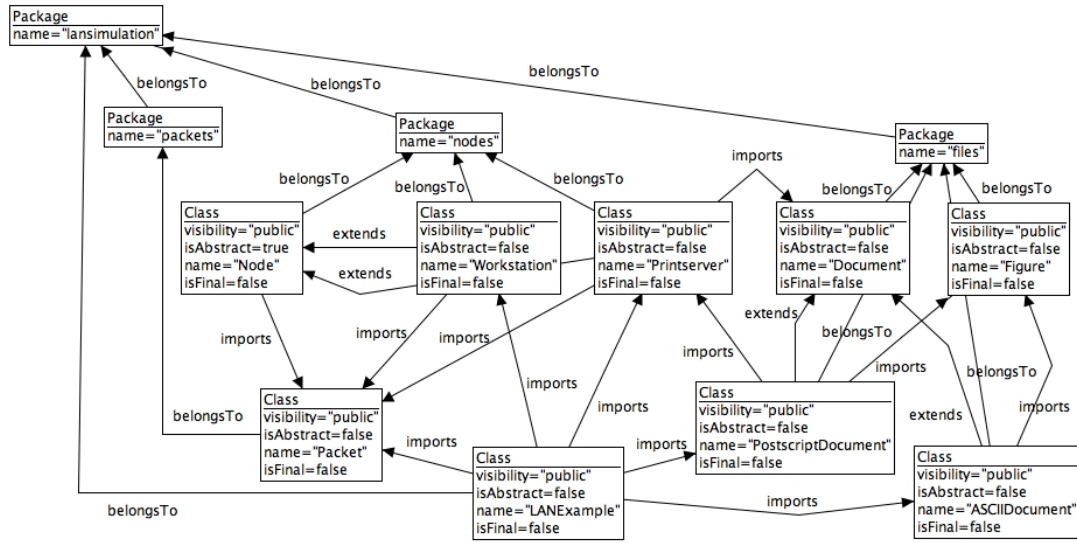 Package
name="lansimulation"
belongsTo
belongsTo
belongsTo
Package
name="packets"
Package
name="nodes"
Package
name="files"
imports
belongsTo
belongsTo
belongsTo
belongsTo
belongsTo
Class
visibility="public"
isAbstract=true
name="Node"
isFinal=false
extends
extends
Class
visibility="public"
isAbstract=false
name="Workstation"
isFinal=false
Class
visibility="public"
isAbstract=false
name="Printserver"
isFinal=false
Class
visibility="public"
isAbstract=false
name="Document"
isFinal=false
Class
visibility="public"
isAbstract=false
name="Figure"
isFinal=false
imports
imports
imports
imports
extends
belongsTo
imports
belongsTo
imports
imports
belongsTo
extends
imports
Class
visibility="public"
isAbstract=false
name="Packet"
isFinal=false
imports
imports
Class
visibility="public"
isAbstract=false
name="PostscriptDocument"
isFinal=false
Class
visibility="public"
isAbstract=false
name="LANExample"
isFinal=false
imports
Class
visibility="public"
isAbstract=false
name="ASCIIDocument"
isFinal=false
belongsTo